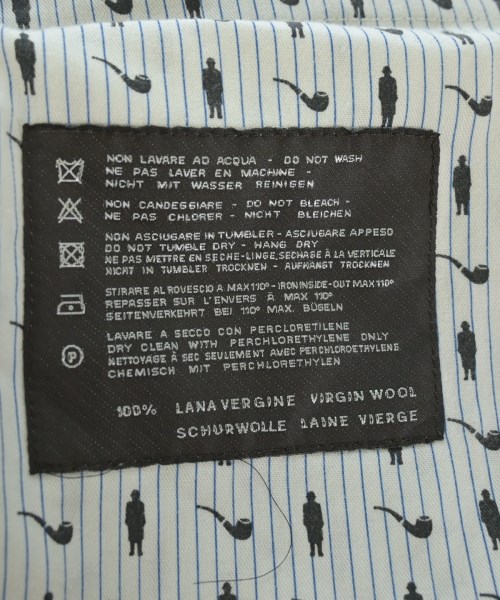 NON LAVARE AD ACQUA - DO NOT WASH
NE PAS LAVER EN MACHINE -
NICHT MIT WASSER REINIGEN
NON CANDEGGIARE - DO NOT BLEACH -
NE PAS CHLORER - NICHT BLEICHEN
NON ASCIUGARE IN TUMBLER - ASCIUGARE APPESO
DO NOT TUMBLE DRY - HANG DRY
NE PAS METTRE EN SECHE-LINGE, SECHAGE À LA VERTICALE
NICHT IN TUMBLER TROCKNEN - AUFHÄNGT TROCKNEN
STIRARE AL ROVESCIO A MAX 110° - IRON INSIDE-OUT MAX 110°
REPASSER SUR L'ENVERS À MAX 110°
SEITENVERKEHRT BEI 110° MAX. BÜGELN
P
LAVARE A SECCO CON PERCLORETILENE
DRY CLEAN WITH PERCHLORETHYLENE ONLY
NETTOYAGE À SEC SEULEMENT AVEC PERCHLOROETHYLENE
CHEMISCH MIT PERCHLORETHYLEN
100% LANA VERGINE VIRGIN WOOL
SCHURWOLLE LAINE VIERGE